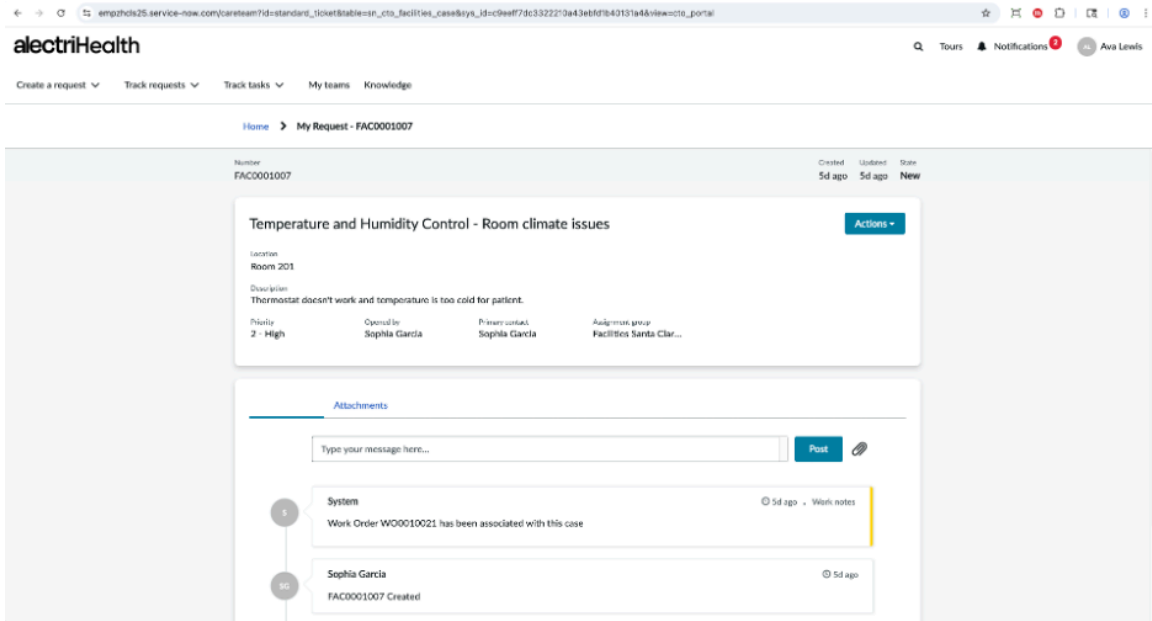 empzhcls25.service-now.com/careteam?id=standard_ticket&table=sn_cto_facilities_case&sys_id=c9eeff7dc3322210a43ebfd1b40131a4&view=cto_portal
alectriHealth
Tours
Notifications 2
AL
Ava Lewis
Create a request
Track requests
Track tasks
My teams
Knowledge
Home > My Request - FAC0001007
Number
FAC0001007
Created Updated State
5d ago 5d ago New
Temperature and Humidity Control - Room climate issues
Actions
Location
Room 201
Description
Thermostat doesn't work and temperature is too cold for patient.
Priority Opened by Primary contact Assignment group
2 - High Sophia Garcia Sophia Garcia Facilities Santa Clar...
Attachments
Type your message here...
Post
S
System
5d ago • Work notes
Work Order WO0010021 has been associated with this case
SG
Sophia Garcia
5d ago
FAC0001007 Created